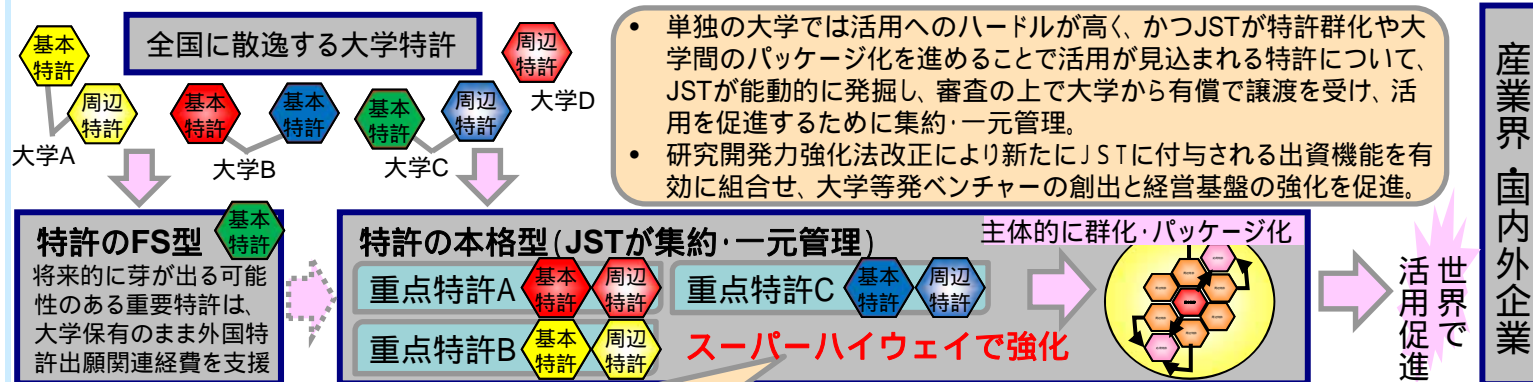 全国に散逸する大学特許
基本
特許
周辺
特許
大学A
基本
特許
基本
特許
大学B
基本
特許
周辺
特許
大学C
周辺
特許
大学D
• 単独の大学では活用へのハードルが高く、かつJSTが特許群化や大
学間のパッケージ化を進めることで活用が見込まれる特許について、
JSTが能動的に発掘し、審査の上で大学から有償で譲渡を受け、活
用を促進するために集約・一元管理。
• 研究開発力強化法改正により新たにJSTに付与される出資機能を有
効に組合せ、大学等発ベンチャーの創出と経営基盤の強化を促進。
特許のFS型
基本
特許
将来的に芽が出る可能
性のある重要特許は、
大学保有のまま外国特
許出願関連経費を支援
特許の本格型(JSTが集約・一元管理)
重点特許A
基本
特許
周辺
特許
重点特許C
基本
特許
周辺
特許
重点特許B
基本
特許
周辺
特許
スーパーハイウェイで強化
主体的に群化・パッケージ化
世界で
活用促進
産業界・国内外企業